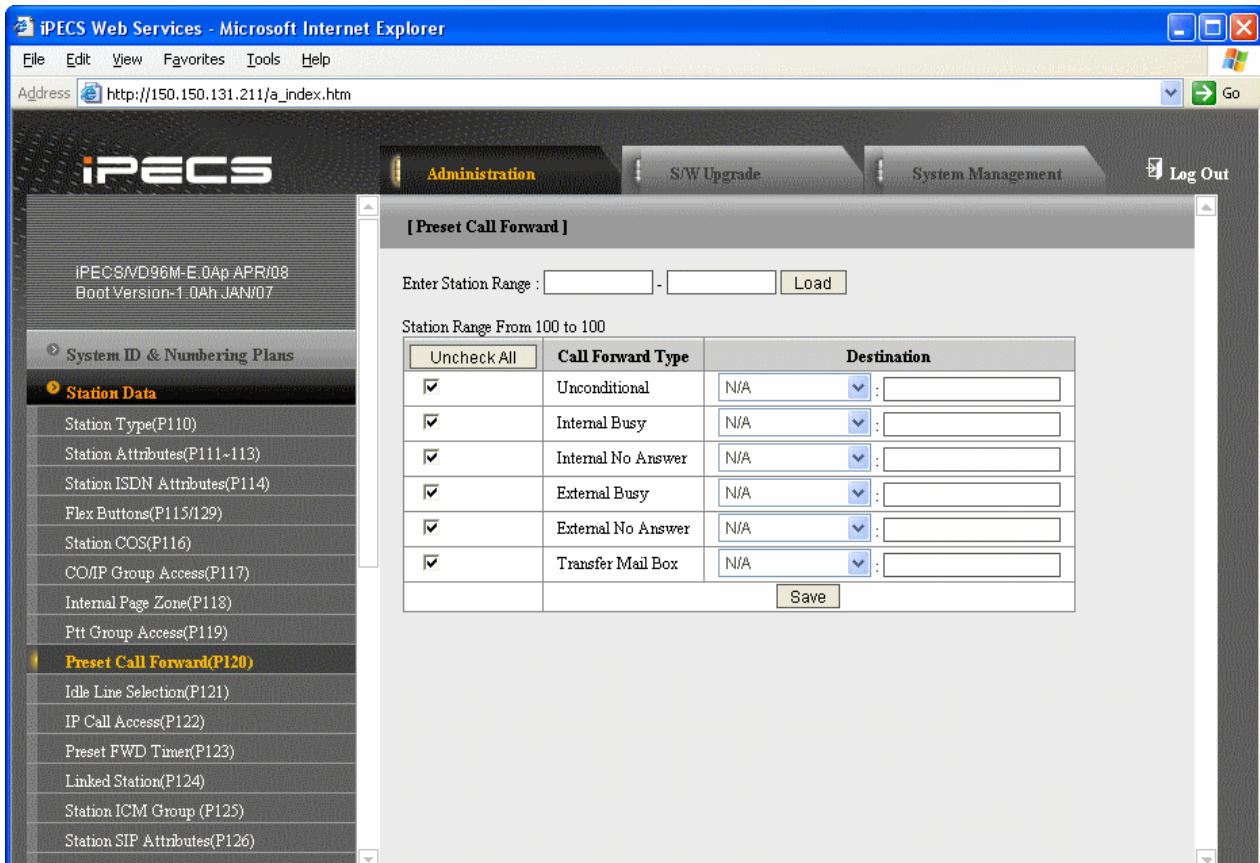 iPECS Web Services - Microsoft Internet Explorer
File Edit View Favorites Tools Help
Address http://150.150.131.211/a_index.htm Go
iPECS
Administration S/W Upgrade System Management Log Out
iPECS/VD96M-E.0Ap APR/08
Boot Version-1.0Ah JAN/07
System ID & Numbering Plans
Station Data
Station Type(P110)
Station Attributes(P111~113)
Station ISDN Attributes(P114)
Flex Buttons(P115/129)
Station COS(P116)
CO/IP Group Access(P117)
Internal Page Zone(P118)
Ptt Group Access(P119)
Preset Call Forward(P120)
Idle Line Selection(P121)
IP Call Access(P122)
Preset FWD Timer(P123)
Linked Station(P124)
Station ICM Group (P125)
Station SIP Attributes(P126)
[ Preset Call Forward ]
Enter Station Range : - Load
Station Range From 100 to 100
Uncheck All Call Forward Type Destination
Unconditional N/A :
Internal Busy N/A :
Internal No Answer N/A :
External Busy N/A :
External No Answer N/A :
Transfer Mail Box N/A :
Save